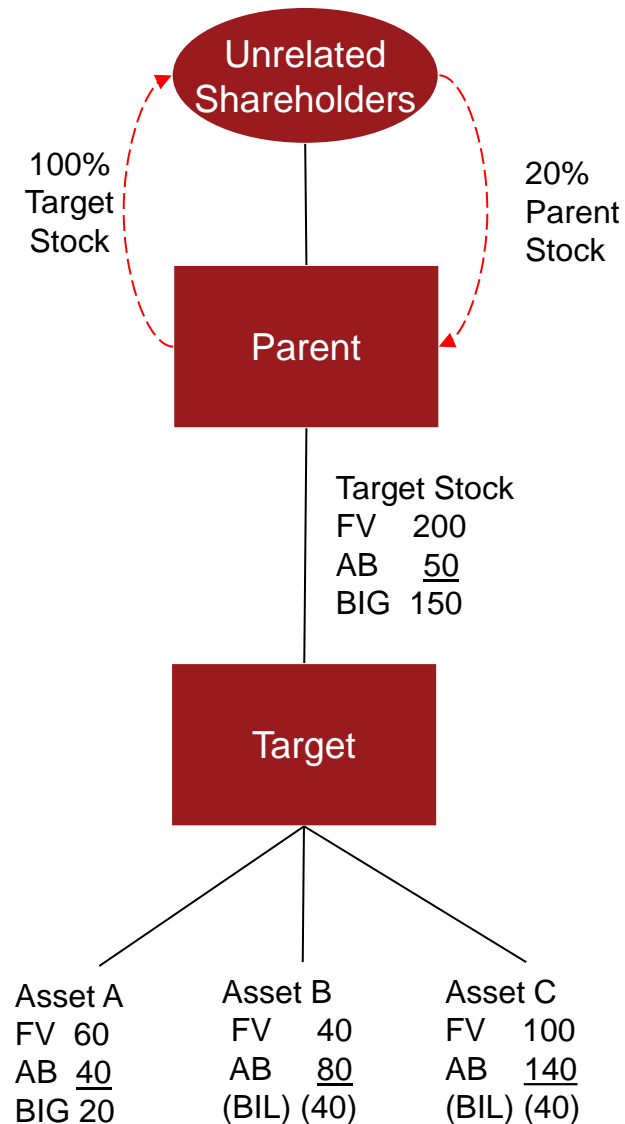 Unrelated
Shareholders
100%
Target
Stock
20%
Parent
Stock
Parent
Target Stock
FV 200
AB 50
BIG 150
Target
Asset A
FV 60
AB 40
BIG 20
Asset B
FV 40
AB 80
(BIL) (40)
Asset C
FV 100
AB 140
(BIL) (40)